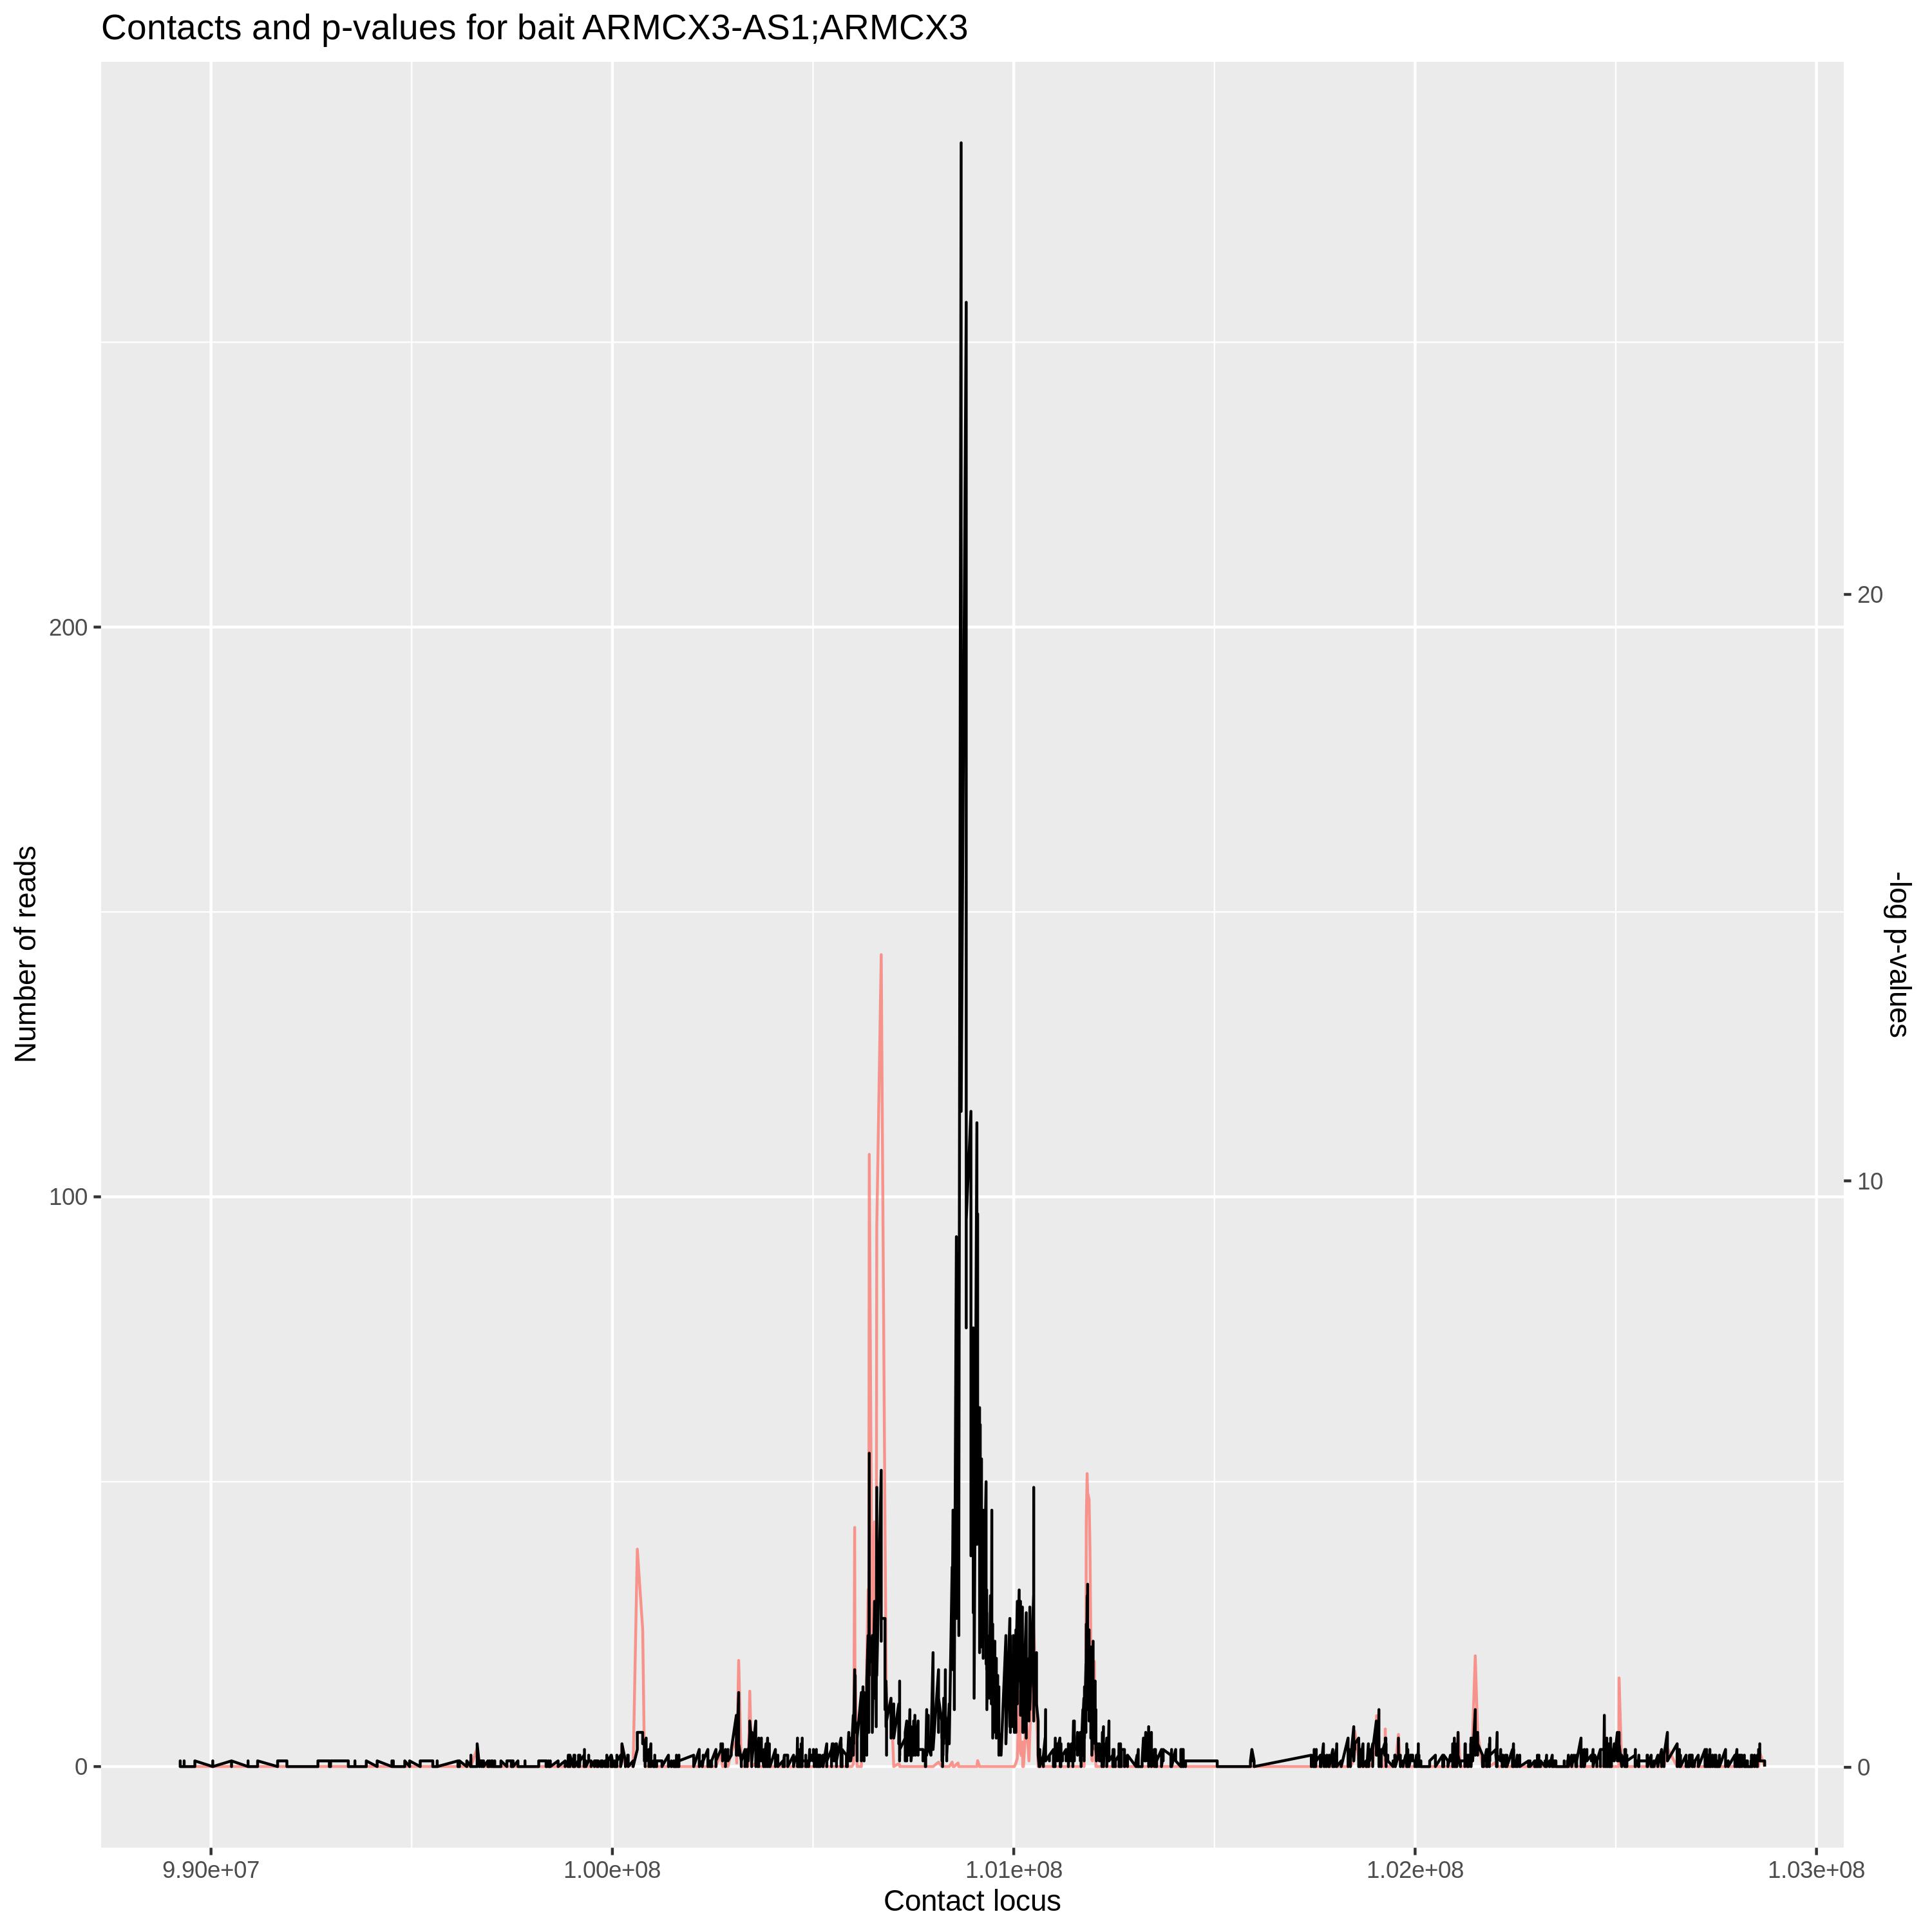 Contacts and p-values for bait ARMCX3-AS1;ARMCX3
Number of reads
200
100
0
20
10
0
-log p-values
9.90e+07
1.00e+08
1.01e+08
1.02e+08
1.03e+08
Contact locus